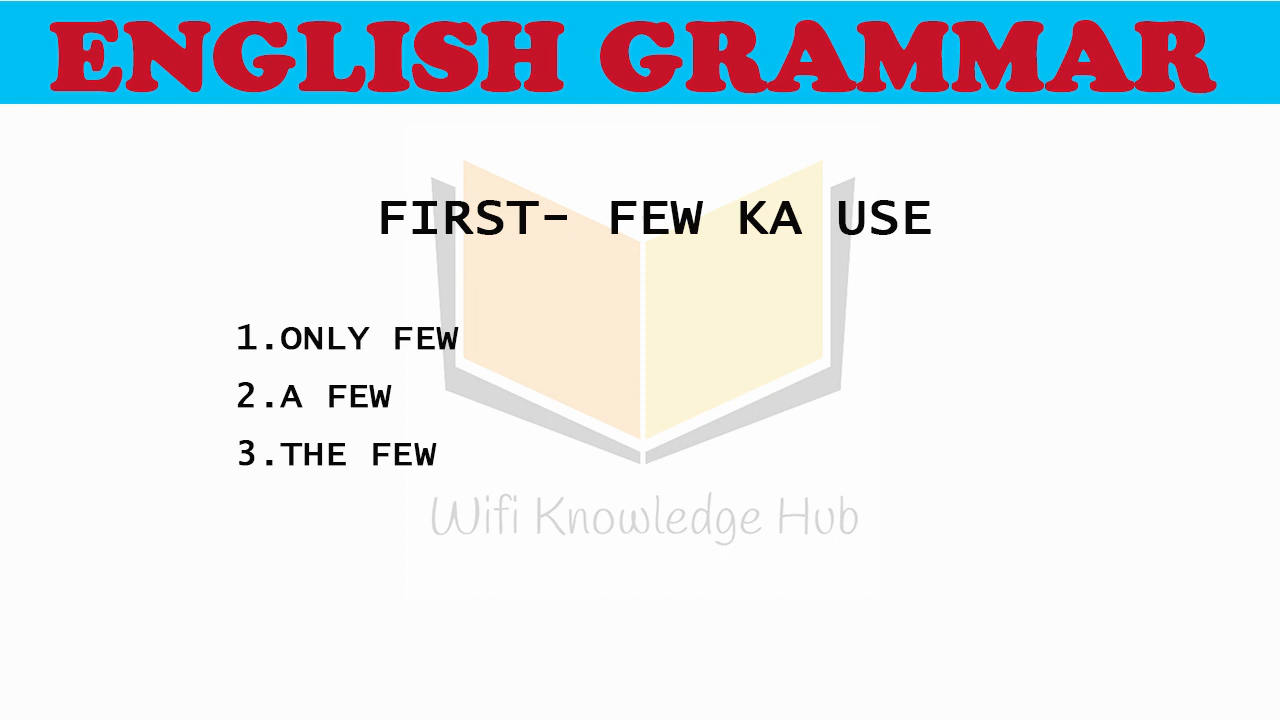 ENGLISH GRAMMAR
FIRST- FEW KA USE
1.ONLY FEW
2.A FEW
3.THE FEW
Wifi Knowledge Hub